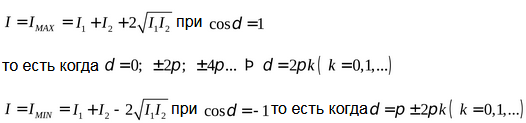 I = I_MAX = I₁ + I₂ + 2√I₁I₂ при cosd = 1
то есть когда d = 0; ±2p; ±4p... Þ d = 2pk( k = 0,1,...)
I = I_MIN = I₁ + I₂ - 2√I₁I₂ при cosd = -1 то есть когда d = p ± 2pk( k = 0,1,...)